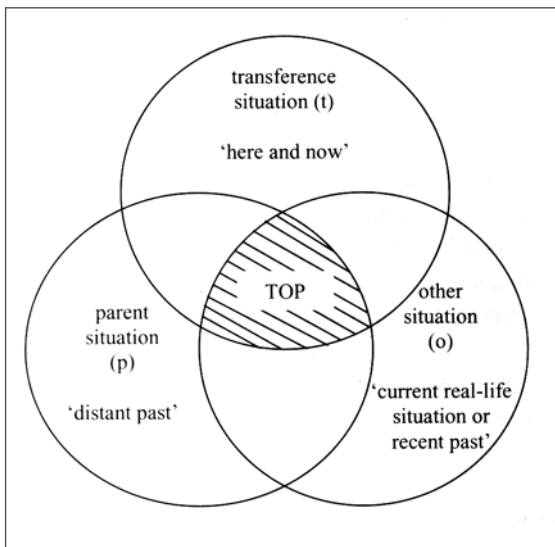 transference
situation (t)
‘here and now’
TOP
parent
situation
(p)
‘distant past’
other
situation
(o)
‘current real-life
situation or
recent past’